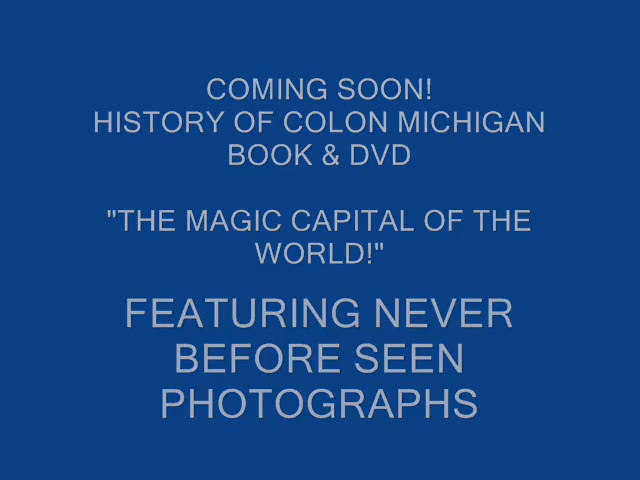 COMING SOON!
HISTORY OF COLON MICHIGAN
BOOK & DVD
"THE MAGIC CAPITAL OF THE
WORLD!"
FEATURING NEVER
BEFORE SEEN
PHOTOGRAPHS